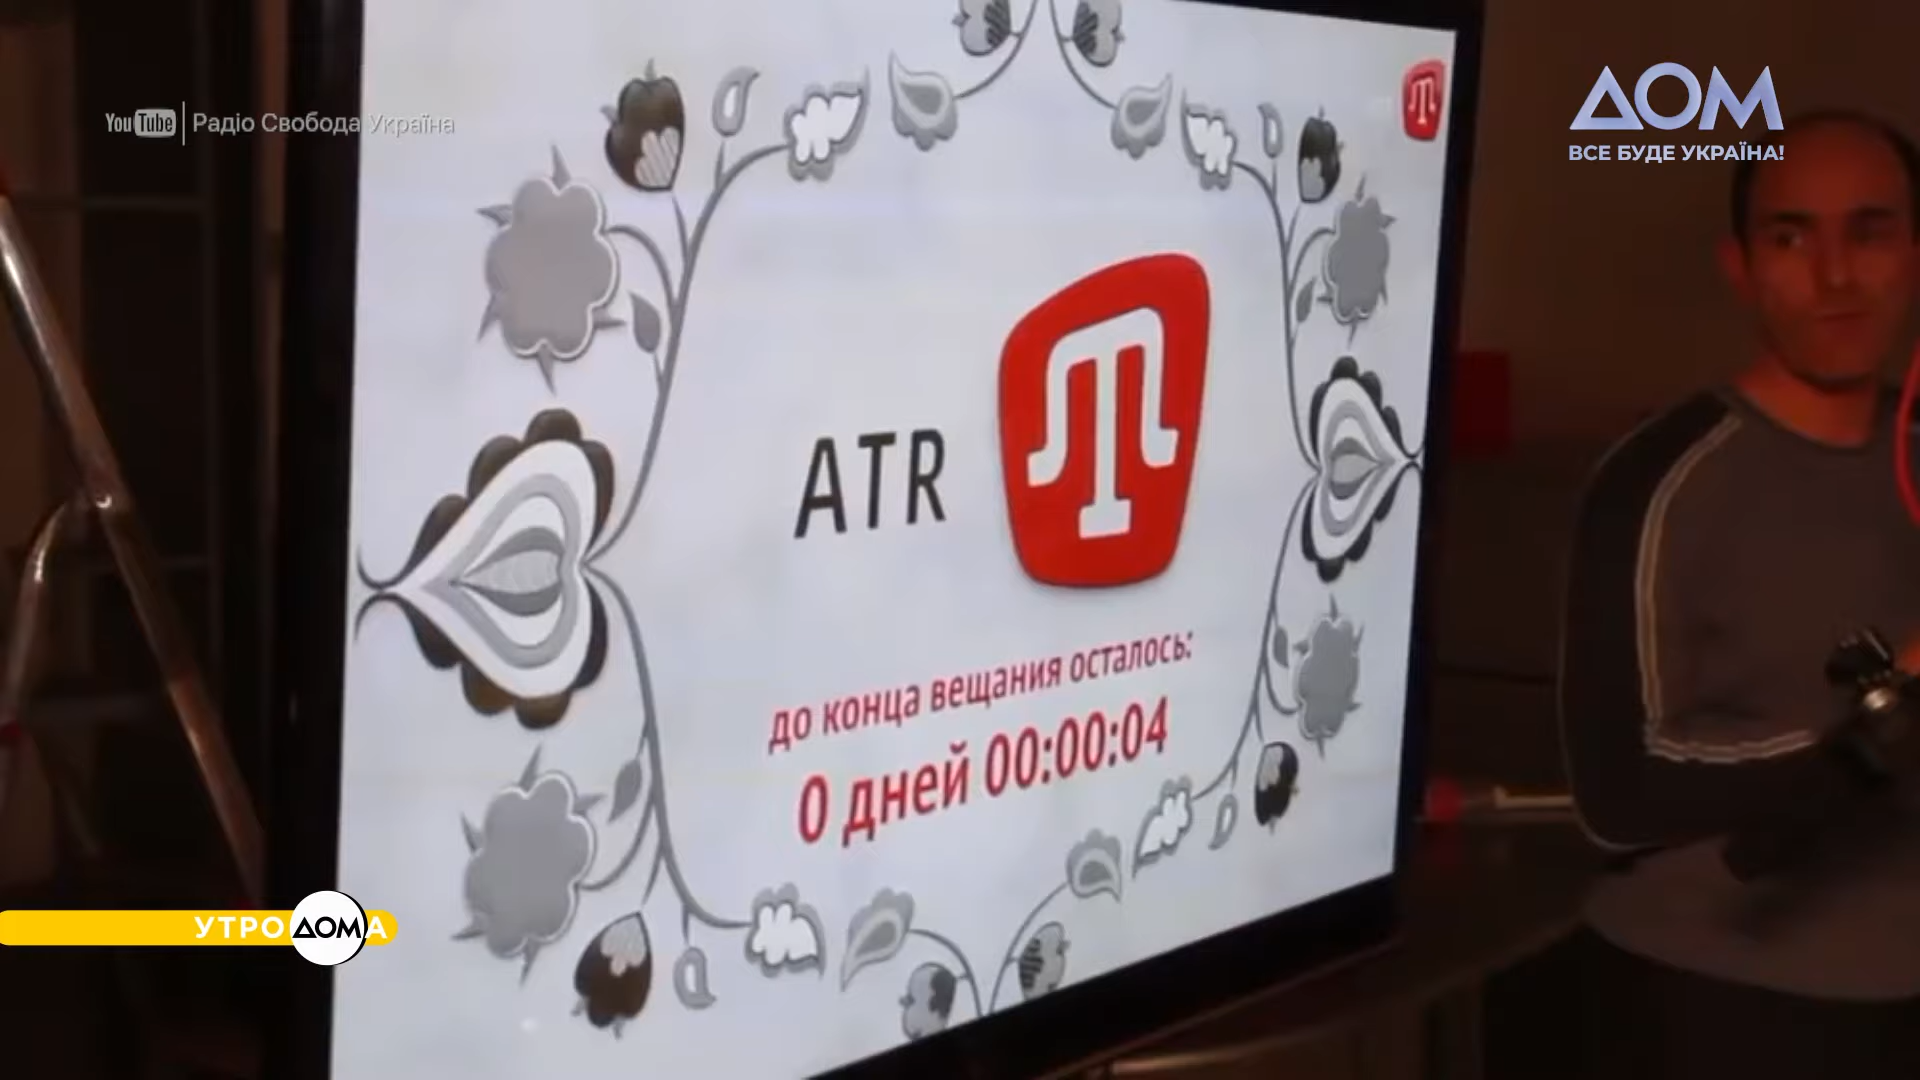 YouTube | Радіо Свобода Україна
ДОМ
ВСЕ БУДЕ УКРАЇНА!
ATR
до конца вещания осталось:
0 дней 00:00:04
УТРО ДОМА